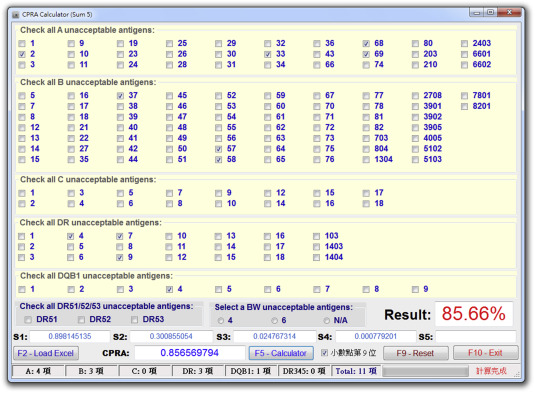 CPRA Calculator (Sum 5)
Check all A unacceptable antigens:
1 9 19 25 29 32 36 68 80 2403
2 10 23 26 30 33 43 69 203 6601
3 11 24 28 31 34 66 74 210 6602
Check all B unacceptable antigens:
5 16 37 45 52 59 67 77 2708 7801
7 17 38 46 53 60 70 78 3901 8201
8 18 39 47 54 61 71 81 3902
12 21 40 48 55 62 72 82 3905
13 22 41 49 56 63 73 703 4005
14 27 42 50 57 64 75 804 5102
15 35 44 51 58 65 76 1304 5103
Check all C unacceptable antigens:
1 3 5 7 9 12 15 17
2 4 6 8 10 14 16 18
Check all DR unacceptable antigens:
1 4 7 10 13 16 103
2 5 8 11 14 17 1403
3 6 9 12 15 18 1404
Check all DQB1 unacceptable antigens:
1 2 3 4 5 6 7 8 9
Check all DR51/52/53 unacceptable antigens:
DR51 DR52 DR53
Select a BW unacceptable antigens:
4 6 N/A
Result: 85.66%
S1: 0.898145135 S2: 0.300855054 S3: 0.024767314 S4: 0.000779201 S5:
F2 - Load Excel CPRA: 0.856569794 F5 - Calculator 小數點第 9 位 F9 - Reset F10 - Exit
A: 4 項 B: 3 項 C: 0 項 DR: 3 項 DQB1: 1 項 DR345: 0 項 Total: 11 項 計算完成